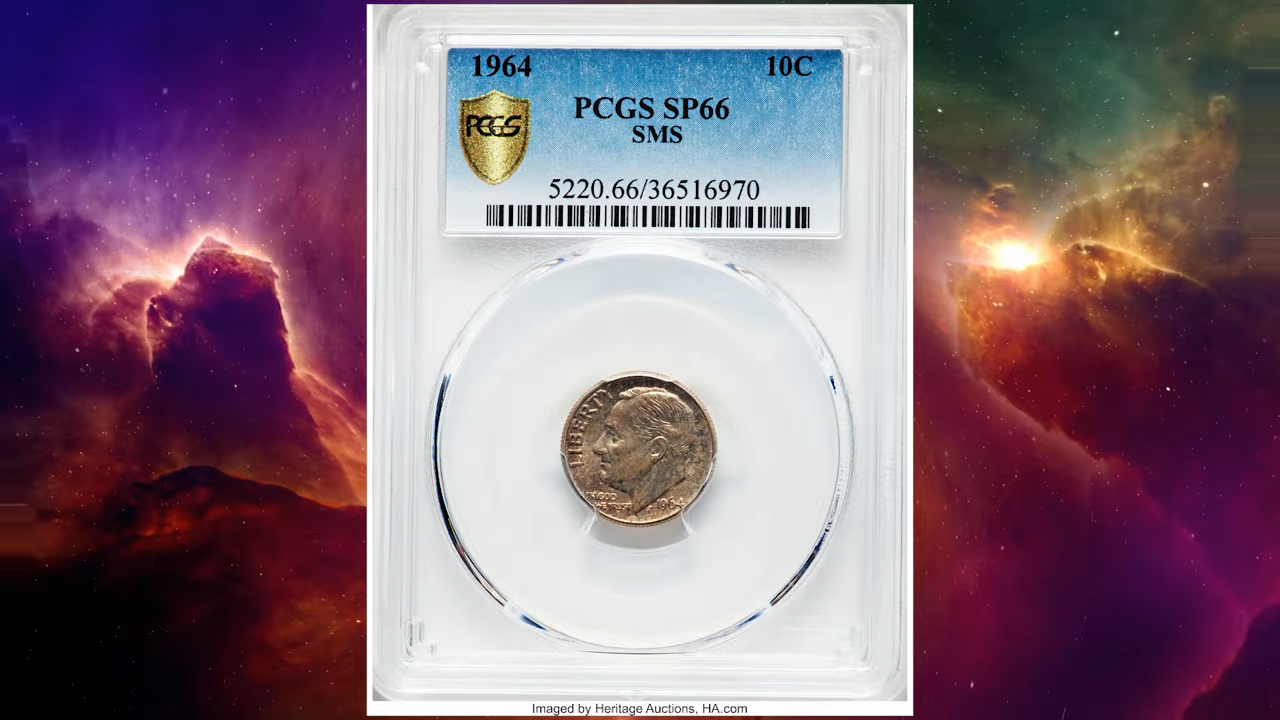 1964 10C
PCGS
PCGS SP66
SMS
5220.66/36516970
LIBERTY
IN GOD
WE TRUST
1964
Imaged by Heritage Auctions, HA.com